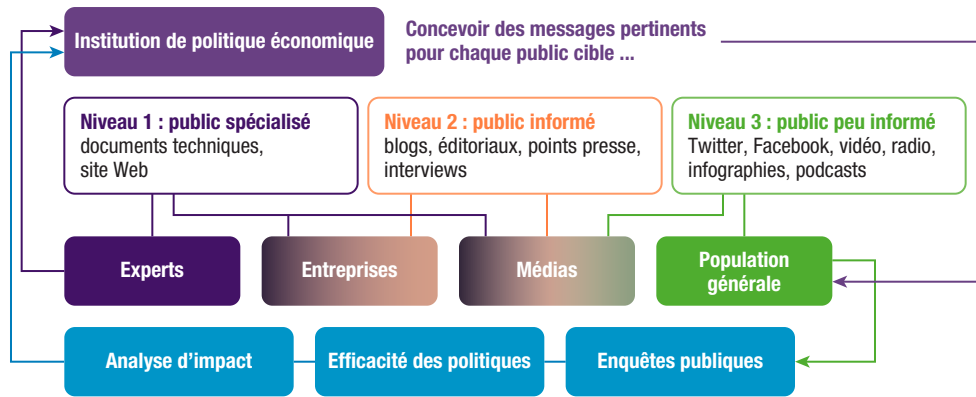 Institution de politique économique
Concevoir des messages pertinents
pour chaque public cible ...
Niveau 1 : public spécialisé
documents techniques,
site Web
Niveau 2 : public informé
blogs, éditoriaux, points presse,
interviews
Niveau 3 : public peu informé
Twitter, Facebook, vidéo, radio,
infographies, podcasts
Experts
Entreprises
Médias
Population
générale
Analyse d’impact
Efficacité des politiques
Enquêtes publiques